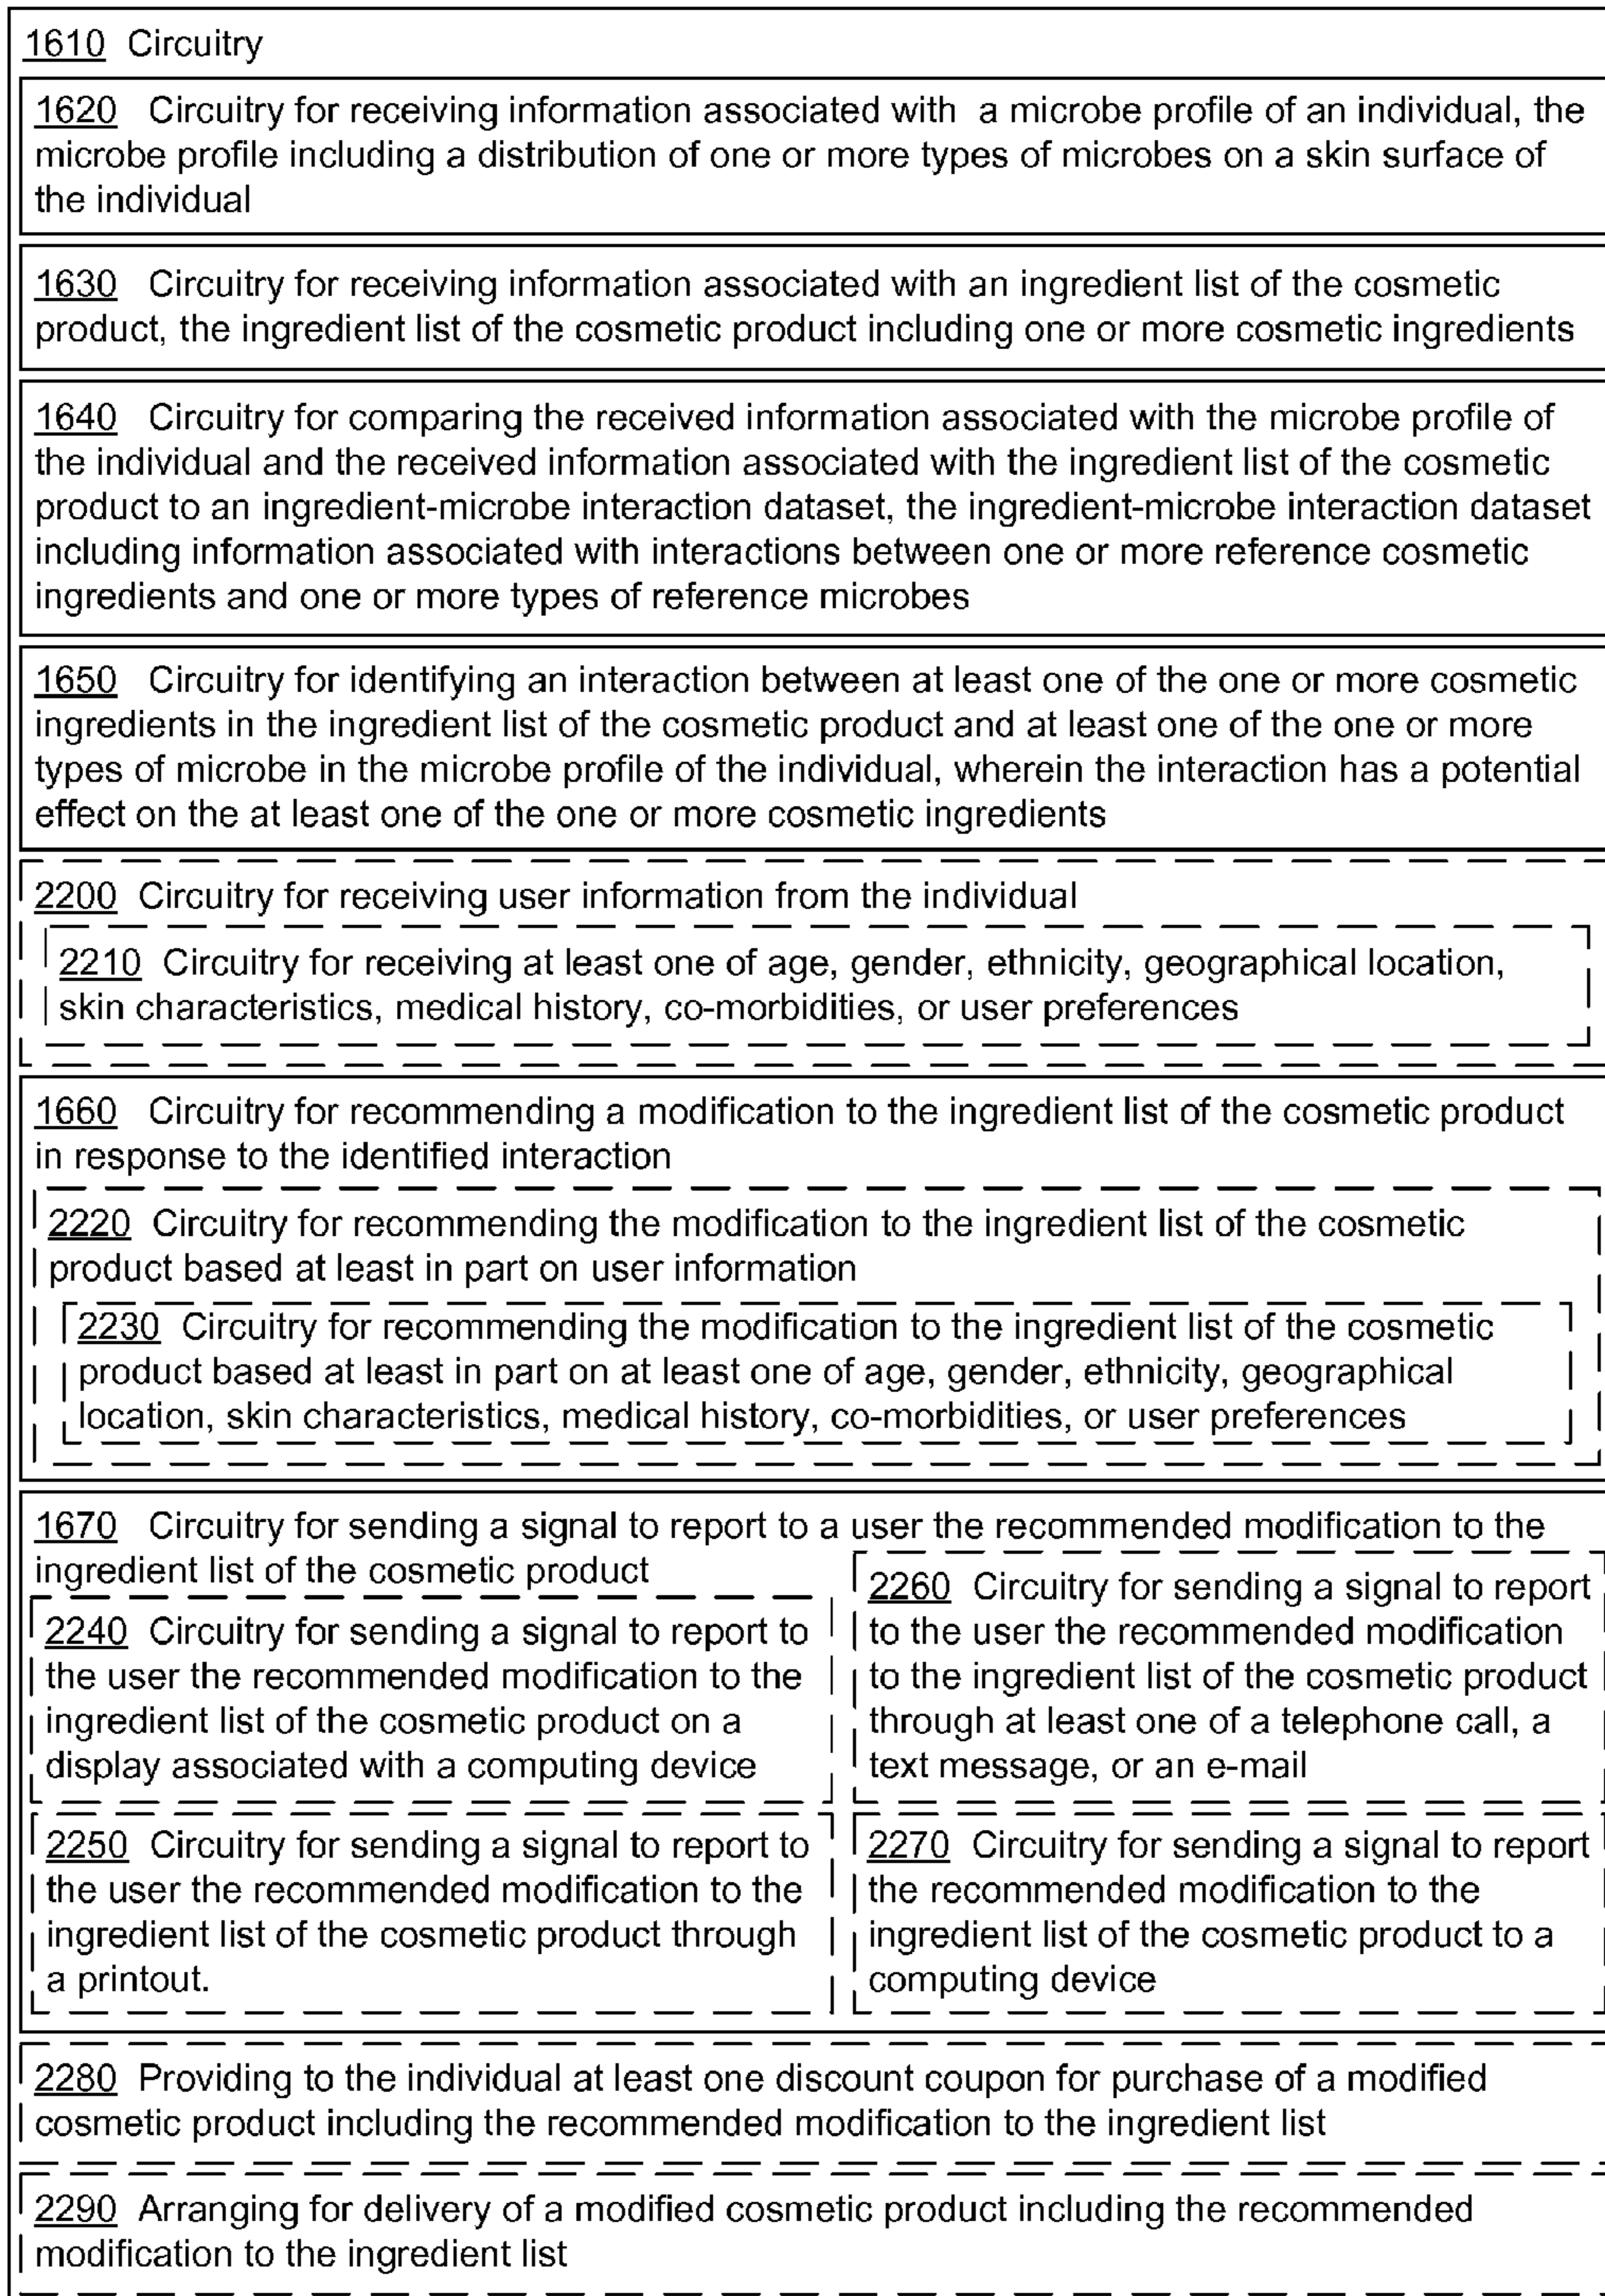 1610 Circuitry
1620 Circuitry for receiving information associated with a microbe profile of an individual, the
microbe profile including a distribution of one or more types of microbes on a skin surface of
the individual
1630 Circuitry for receiving information associated with an ingredient list of the cosmetic
product, the ingredient list of the cosmetic product including one or more cosmetic ingredients
1640 Circuitry for comparing the received information associated with the microbe profile of
the individual and the received information associated with the ingredient list of the cosmetic
product to an ingredient-microbe interaction dataset, the ingredient-microbe interaction dataset
including information associated with interactions between one or more reference cosmetic
ingredients and one or more types of reference microbes
1650 Circuitry for identifying an interaction between at least one of the one or more cosmetic
ingredients in the ingredient list of the cosmetic product and at least one of the one or more
types of microbe in the microbe profile of the individual, wherein the interaction has a potential
effect on the at least one of the one or more cosmetic ingredients
2200 Circuitry for receiving user information from the individual
2210 Circuitry for receiving at least one of age, gender, ethnicity, geographical location,
skin characteristics, medical history, co-morbidities, or user preferences
1660 Circuitry for recommending a modification to the ingredient list of the cosmetic product
in response to the identified interaction
2220 Circuitry for recommending the modification to the ingredient list of the cosmetic
product based at least in part on user information
2230 Circuitry for recommending the modification to the ingredient list of the cosmetic
product based at least in part on at least one of age, gender, ethnicity, geographical
location, skin characteristics, medical history, co-morbidities, or user preferences
1670 Circuitry for sending a signal to report to a user the recommended modification to the
ingredient list of the cosmetic product
2240 Circuitry for sending a signal to report to
the user the recommended modification to the
ingredient list of the cosmetic product on a
display associated with a computing device
2250 Circuitry for sending a signal to report to
the user the recommended modification to the
ingredient list of the cosmetic product through
a printout.
2260 Circuitry for sending a signal to report
to the user the recommended modification
to the ingredient list of the cosmetic product
through at least one of a telephone call, a
text message, or an e-mail
2270 Circuitry for sending a signal to report
the recommended modification to the
ingredient list of the cosmetic product to a
computing device
2280 Providing to the individual at least one discount coupon for purchase of a modified
cosmetic product including the recommended modification to the ingredient list
2290 Arranging for delivery of a modified cosmetic product including the recommended
modification to the ingredient list